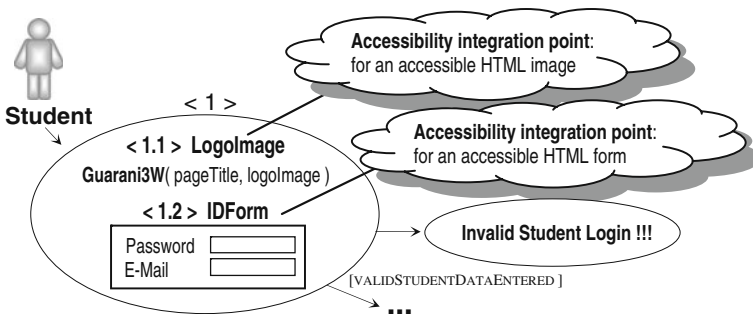 Student
< 1 >
Accessibility integration point:
for an accessible HTML image
Accessibility integration point:
for an accessible HTML form
< 1.1 > LogoImage
Guarani3W( pageTitle, logoImage )
< 1.2 > IDForm
Password
E-Mail
Invalid Student Login !!!
[VALIDSTUDENTDATAENTERED ]
...